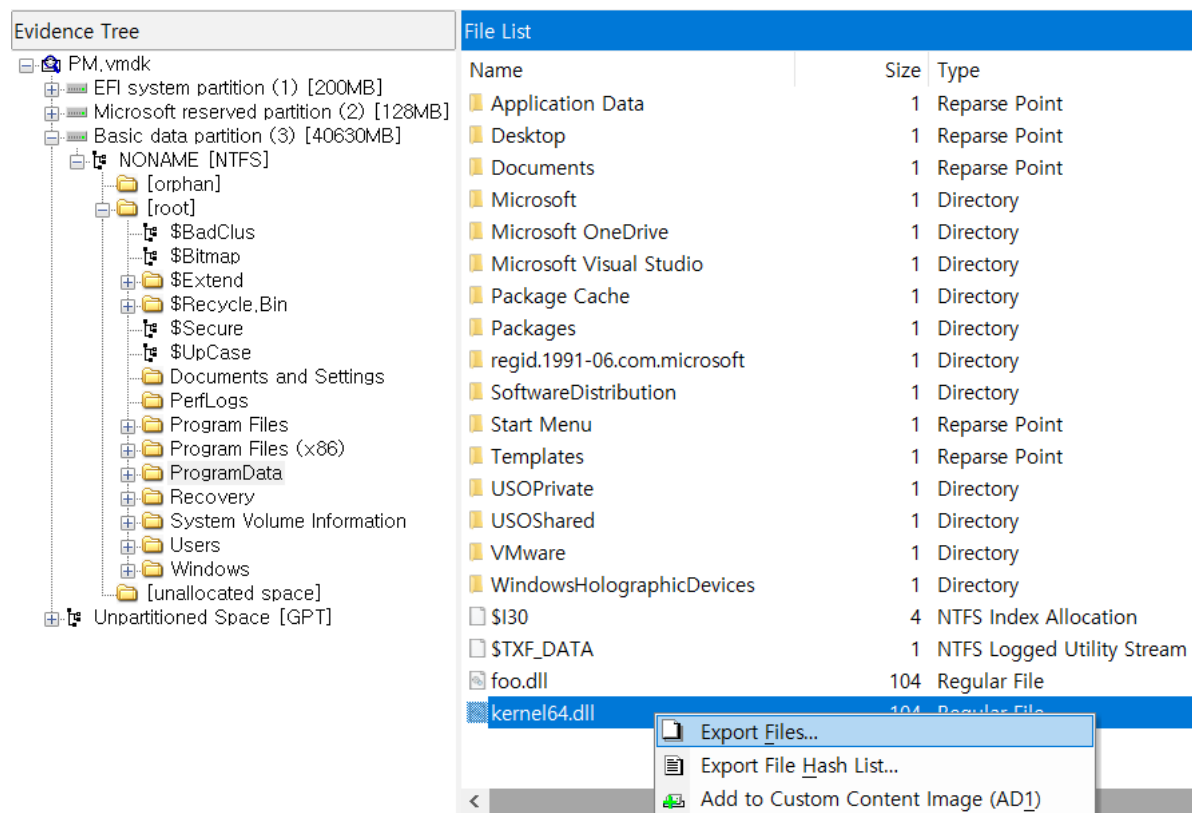 Evidence Tree
PM.vmdk
EFI system partition (1) [200MB]
Microsoft reserved partition (2) [128MB]
Basic data partition (3) [40630MB]
NONAME [NTFS]
[orphan]
[root]
$BadClus
$Bitmap
$Extend
$Recycle.Bin
$Secure
$UpCase
Documents and Settings
PerfLogs
Program Files
Program Files (x86)
ProgramData
Recovery
System Volume Information
Users
Windows
[unallocated space]
Unpartitioned Space [GPT]
File List
Name Size Type
Application Data 1 Reparse Point
Desktop 1 Reparse Point
Documents 1 Reparse Point
Microsoft 1 Directory
Microsoft OneDrive 1 Directory
Microsoft Visual Studio 1 Directory
Package Cache 1 Directory
Packages 1 Directory
regid.1991-06.com.microsoft 1 Directory
SoftwareDistribution 1 Directory
Start Menu 1 Reparse Point
Templates 1 Reparse Point
USOPrivate 1 Directory
USOShared 1 Directory
VMware 1 Directory
WindowsHolographicDevices 1 Directory
$I30 4 NTFS Index Allocation
$TXF_DATA 1 NTFS Logged Utility Stream
foo.dll 104 Regular File
kernel64.dll 104 Regular File
Export Files...
Export File Hash List...
Add to Custom Content Image (AD1)